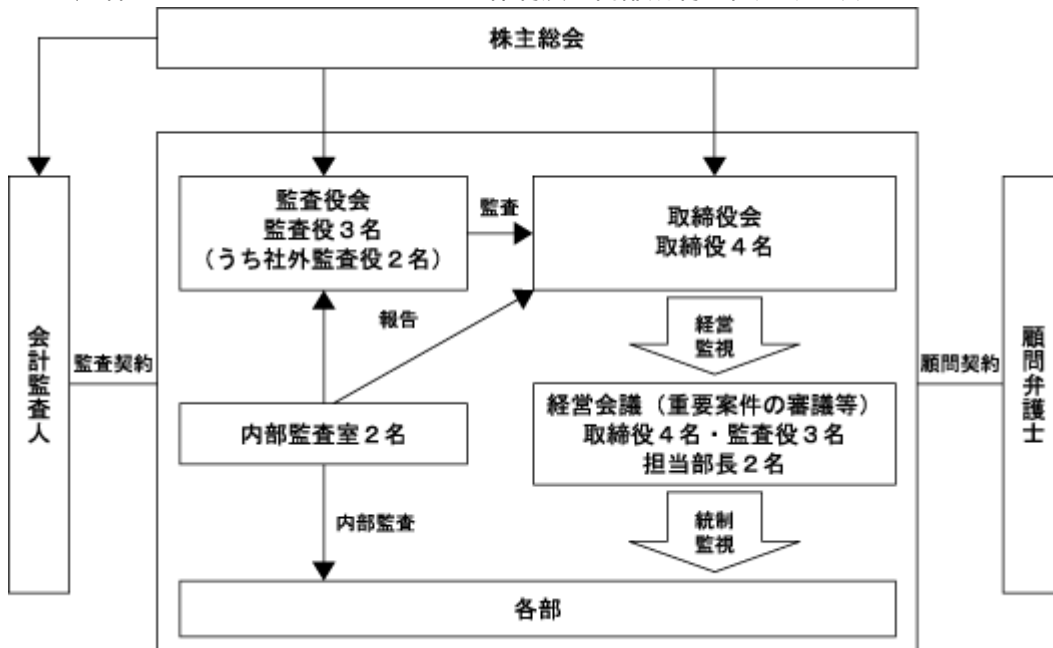 株主総会
監査役会
監査役3名
(うち社外監査役2名)
監査
取締役会
取締役4名
報告
経営
監視
会計監査人
監査契約
顧問契約
顧問弁護士
内部監査室2名
経営会議(重要案件の審議等)
取締役4名・監査役3名
担当部長2名
内部監査
統制
監視
各部